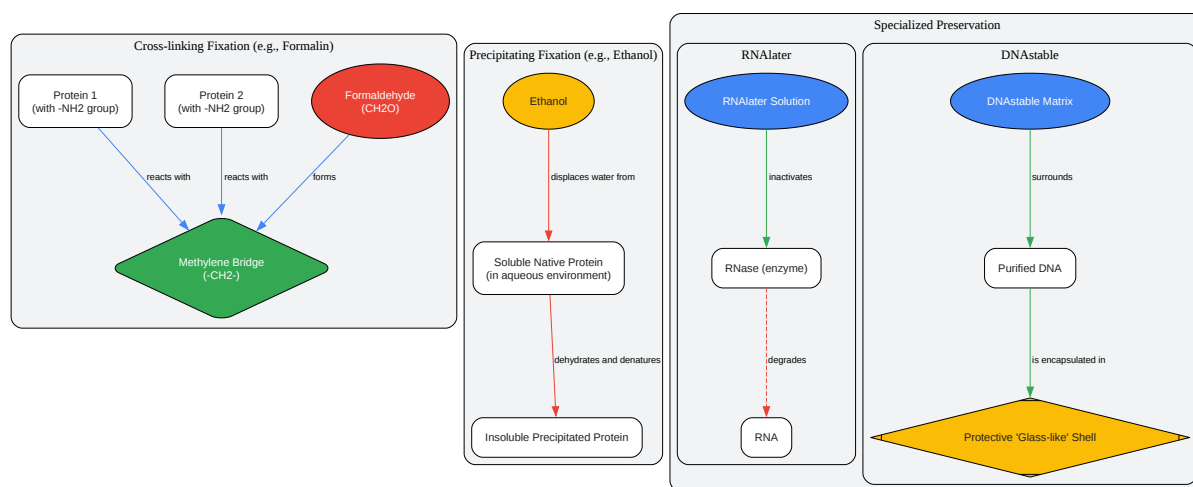 Cross-linking Fixation (e.g., Formalin)
Protein 1
(with -NH2 group)
Protein 2
(with -NH2 group)
Formaldehyde
(CH2O)
reacts with
reacts with
forms
Methylene Bridge
(-CH2-)
Precipitating Fixation (e.g., Ethanol)
Ethanol
displaces water from
Soluble Native Protein
(in aqueous environment)
dehydrates and denatures
Insoluble Precipitated Protein
Specialized Preservation
RNAlater
RNAlater Solution
inactivates
RNase (enzyme)
degrades
RNA
DNAstable
DNAstable Matrix
surrounds
Purified DNA
is encapsulated in
Protective 'Glass-like' Shell